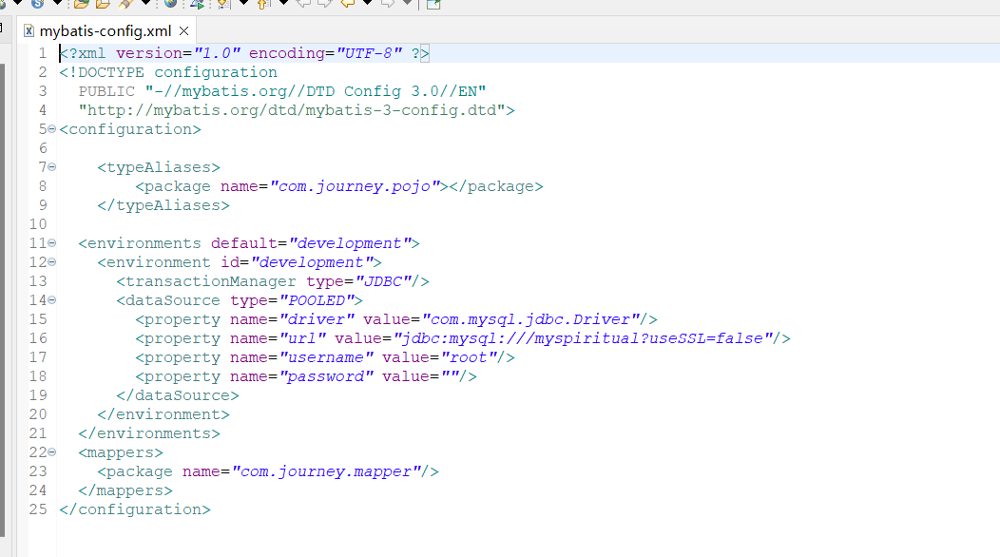 mybatis-config.xml
1 <?xml version="1.0" encoding="UTF-8" ?>
2 <!DOCTYPE configuration
3 PUBLIC "-//mybatis.org//DTD Config 3.0//EN"
4 "http://mybatis.org/dtd/mybatis-3-config.dtd">
5 <configuration>
6
7 <typeAliases>
8 <package name="com.journey.pojo"></package>
9 </typeAliases>
10
11 <environments default="development">
12 <environment id="development">
13 <transactionManager type="JDBC"/>
14 <dataSource type="POOLED">
15 <property name="driver" value="com.mysql.jdbc.Driver"/>
16 <property name="url" value="jdbc:mysql:///myspiritual?useSSL=false"/>
17 <property name="username" value="root"/>
18 <property name="password" value=""/>
19 </dataSource>
20 </environment>
21 </environments>
22 <mappers>
23 <package name="com.journey.mapper"/>
24 </mappers>
25 </configuration>